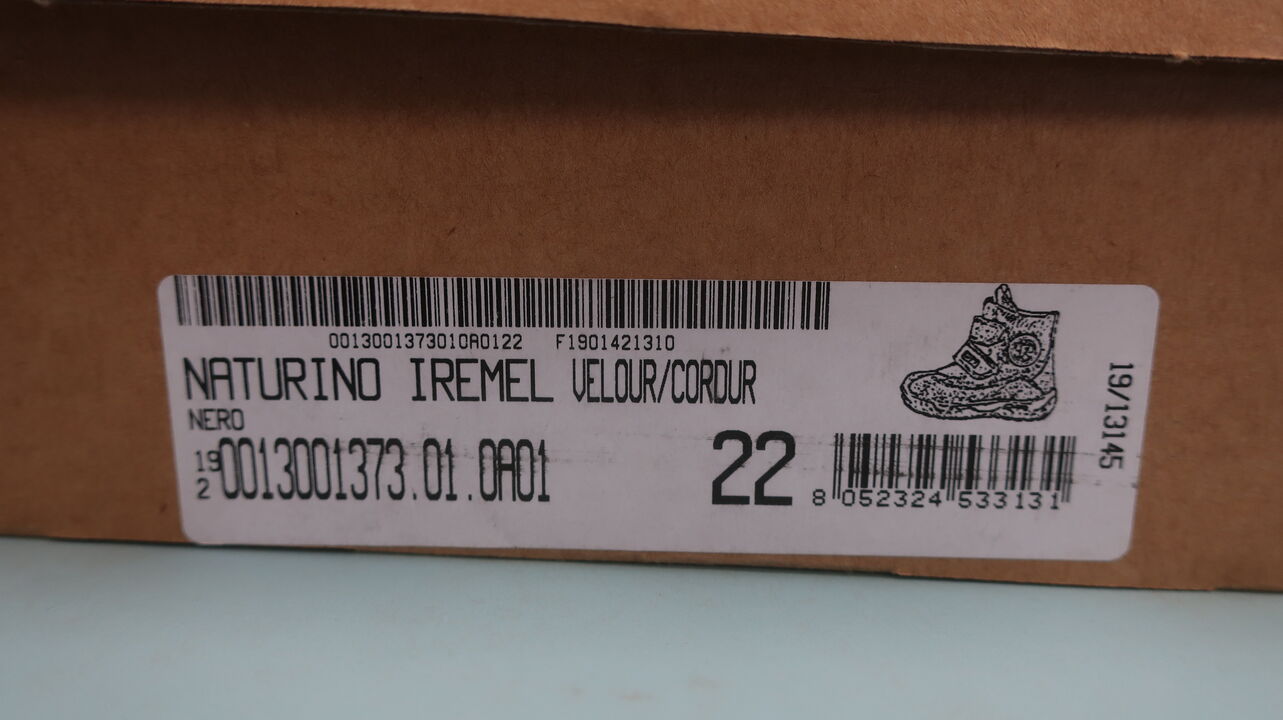 0013001373010A0122 F1901421310
NATURINO IREMEL VELOUR/CORDUR
NERO
19
2
0013001373.01.0A01
22
8 052324 533131
19/13145